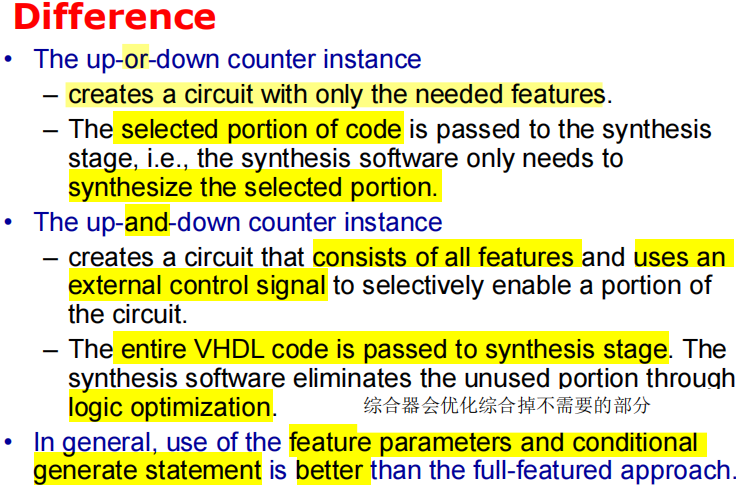 Difference
• The up-or-down counter instance
– creates a circuit with only the needed features.
– The selected portion of code is passed to the synthesis
stage, i.e., the synthesis software only needs to
synthesize the selected portion.
• The up-and-down counter instance
– creates a circuit that consists of all features and uses an
external control signal to selectively enable a portion of
the circuit.
– The entire VHDL code is passed to synthesis stage. The
synthesis software eliminates the unused portion through
logic optimization. 综合器会优化综合掉不需要的部分
• In general, use of the feature parameters and conditional
generate statement is better than the full-featured approach.